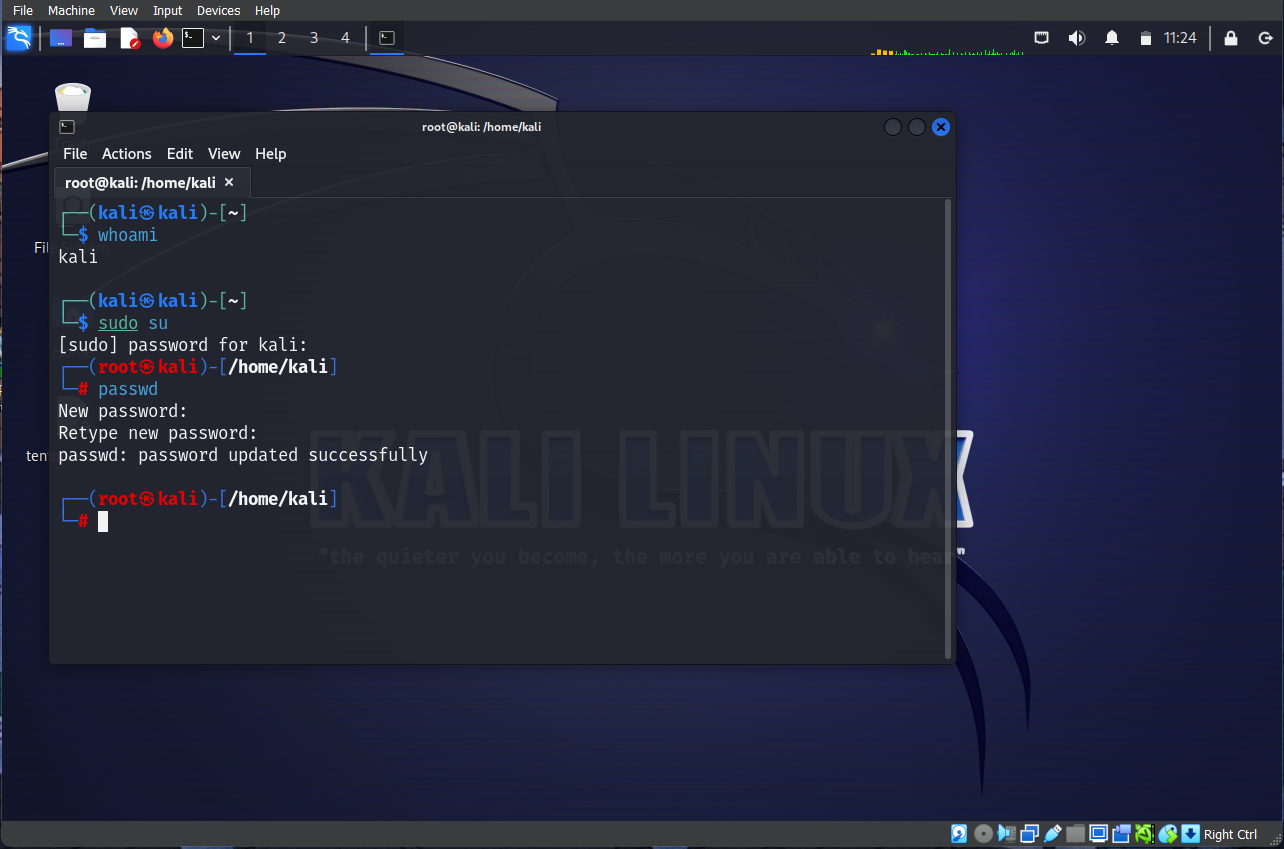 File Machine View Input Devices Help
1 2 3 4 11:24
root@kali: /home/kali
File Actions Edit View Help
root@kali: /home/kali ×
┌──(kali㉿kali)-[~]
└─$ whoami
kali
┌──(kali㉿kali)-[~]
└─$ sudo su
[sudo] password for kali:
┌──(root㉿kali)-[/home/kali]
└─# passwd
New password:
Retype new password:
passwd: password updated successfully
┌──(root㉿kali)-[/home/kali]
└─#
KALI LINUX
"the quieter you become, the more you are able to hear
Right Ctrl